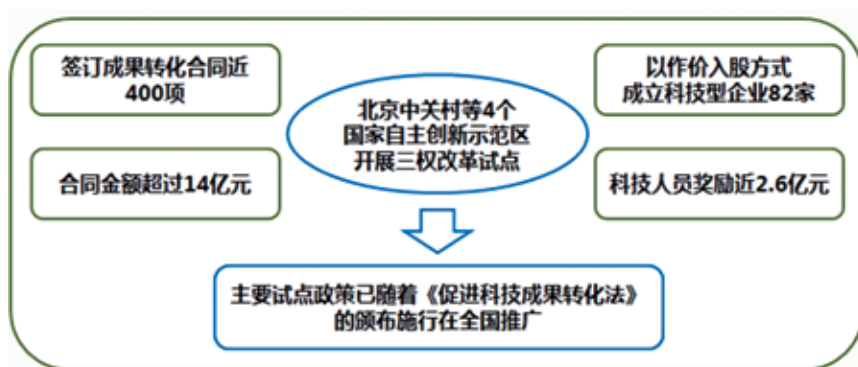 签订成果转化合同近
400项
合同金额超过14亿元
北京中关村等4个
国家自主创新示范区
开展三权改革试点
以作价入股方式
成立科技型企业82家
科技人员奖励近2.6亿元
主要试点政策已随着《促进科技成果转化法》
的颁布施行在全国推广